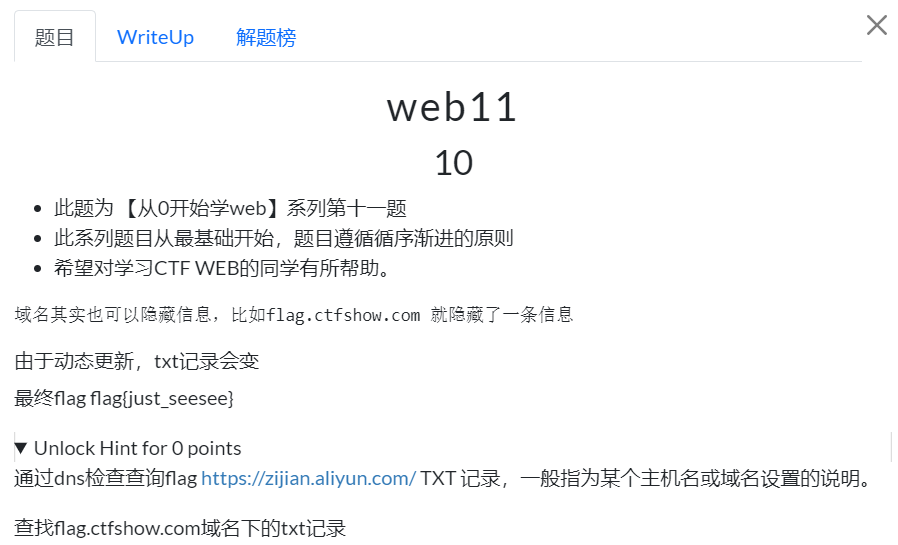 题目 WriteUp 解题榜
web11
10
此题为 【从0开始学web】系列第十一题
此系列题目从最基础开始，题目遵循循序渐进的原则
希望对学习CTF WEB的同学有所帮助。
域名其实也可以隐藏信息，比如flag.ctfshow.com 就隐藏了一条信息
由于动态更新，txt记录会变
最终flag flag{just_seesee}
Unlock Hint for 0 points
通过dns检查查询flag https://zijian.aliyun.com/ TXT 记录，一般指为某个主机名或域名设置的说明。
查找flag.ctfshow.com域名下的txt记录